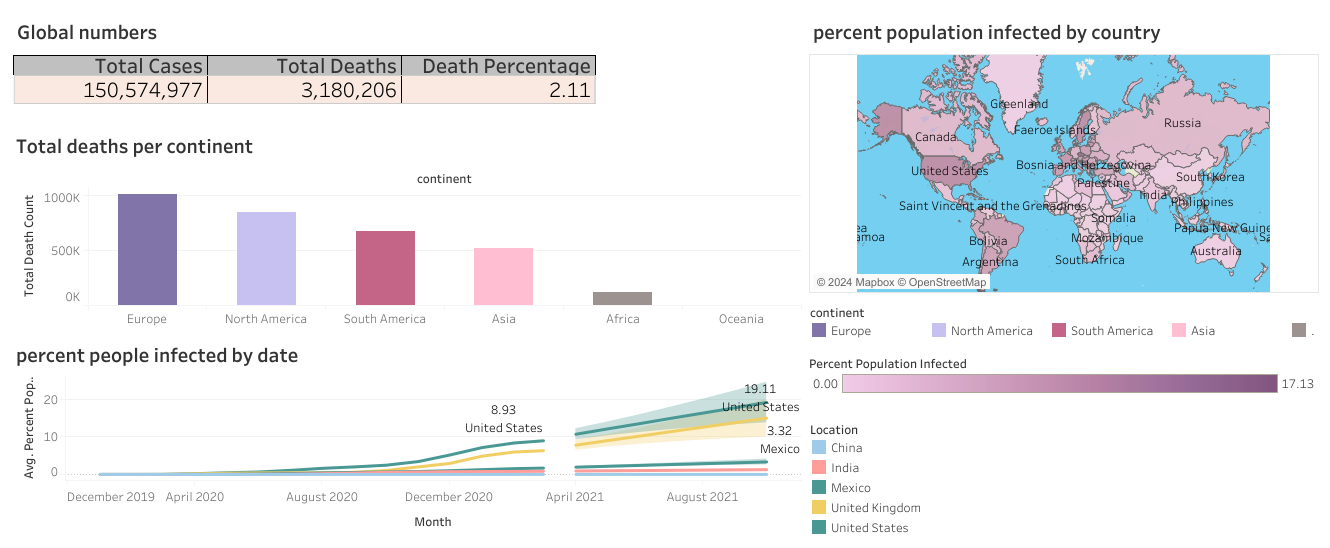 Global numbers
Total Cases Total Deaths Death Percentage
150,574,977 3,180,206 2.11
Total deaths per continent
continent
Total Death Count
1000K
500K
0K
Europe North America South America Asia Africa Oceania
percent people infected by date
Avg. Percent Pop..
20
10
0
8.93
United States
19.11
United States
3.32
Mexico
December 2019 April 2020 August 2020 December 2020 April 2021 August 2021
Month
percent population infected by country
Greenland
Faeroe Islands
Russia
Canada
Bosnia and Herzegovina
United States
South Korea
Palestine
India
Philippines
Saint Vincent and the Grenadines
Somalia
Papua New Guine
ea
amoa
Mozambique
Sa
Bolivia
Australia
South Africa
Argentina
© 2024 Mapbox © OpenStreetMap
continent
Europe North America South America Asia .
Percent Population Infected
0.00 17.13
Location
China
India
Mexico
United Kingdom
United States